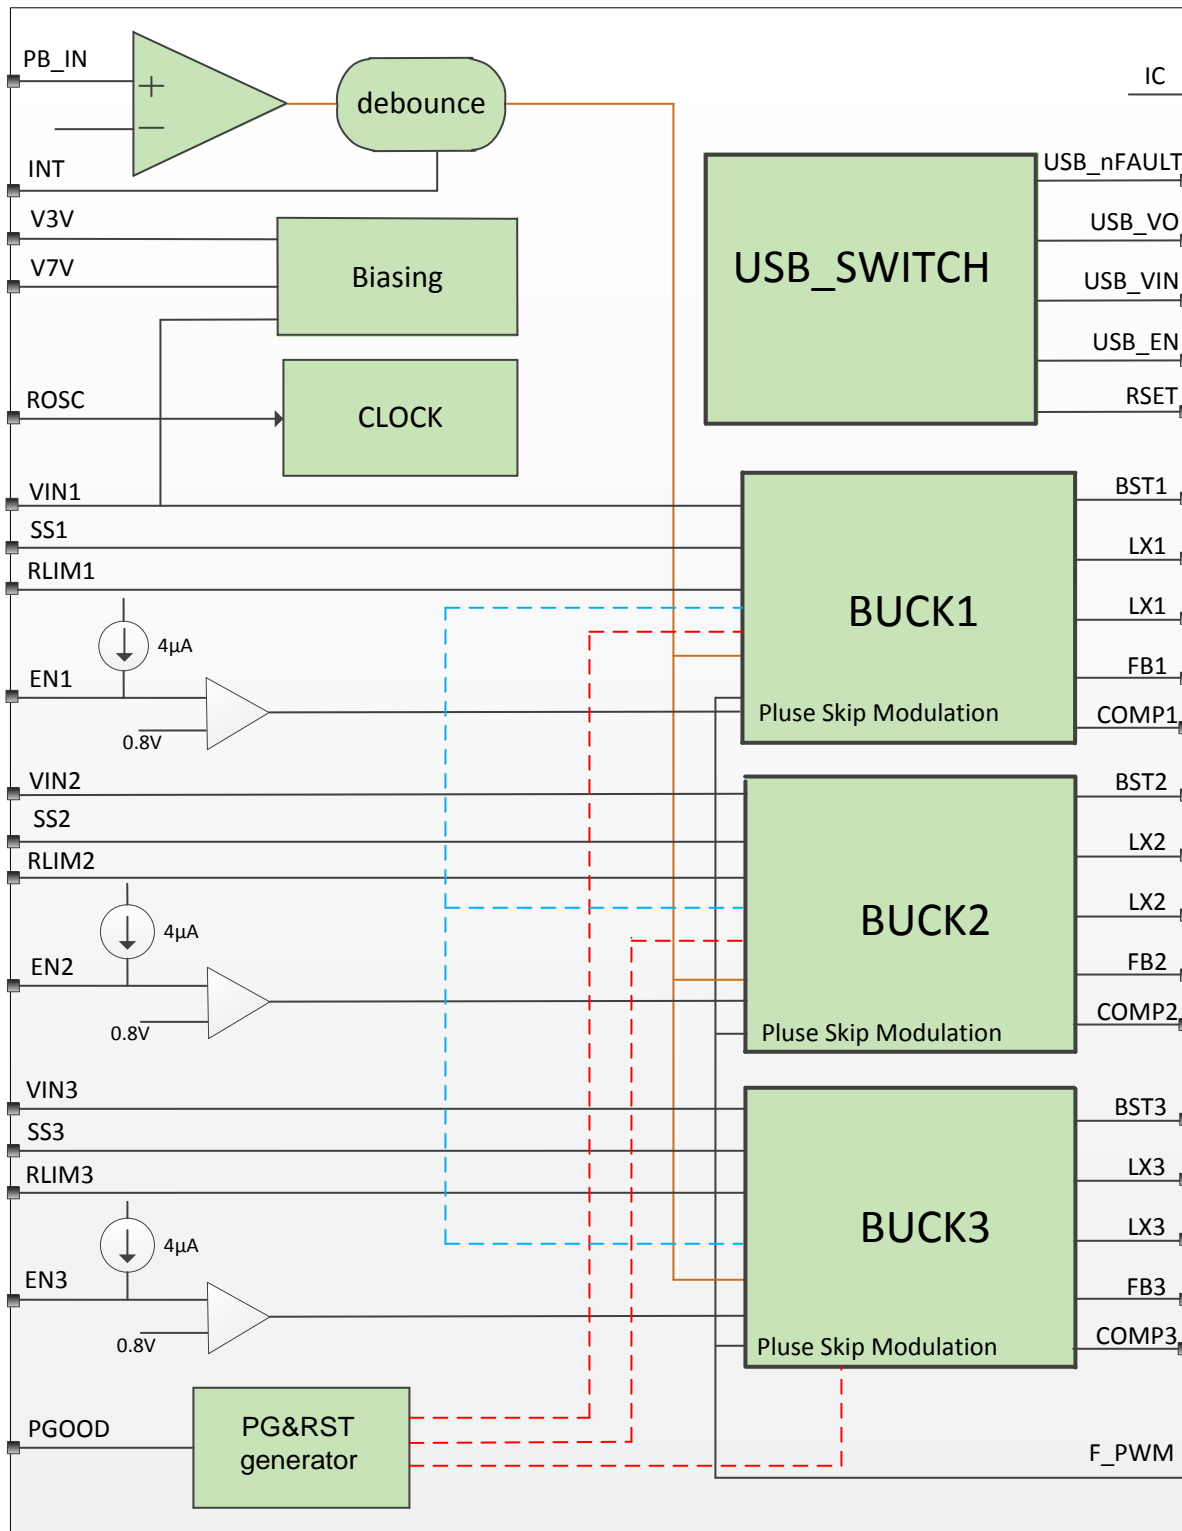 PB_IN
+
−
debounce
IC
INT
USB_nFAULT
V3V
USB_VO
V7V
Biasing
USB_SWITCH
USB_VIN
USB_EN
ROSC
CLOCK
RSET
VIN1
BST1
SS1
LX1
RLIM1
BUCK1
LX1
4µA
EN1
FB1
0.8V
Pluse Skip Modulation
COMP1
VIN2
BST2
SS2
LX2
RLIM2
BUCK2
LX2
4µA
EN2
FB2
0.8V
Pluse Skip Modulation
COMP2
VIN3
BST3
SS3
LX3
RLIM3
BUCK3
LX3
4µA
EN3
FB3
0.8V
Pluse Skip Modulation
COMP3
PGOOD
PG&RST
generator
F_PWM